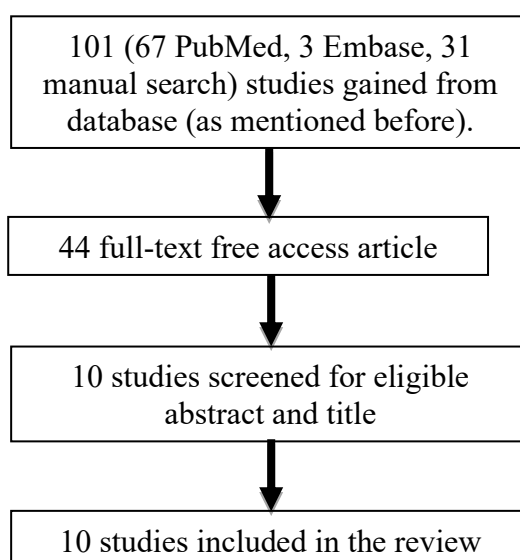 101 (67 PubMed, 3 Embase, 31
manual search) studies gained from
database (as mentioned before).
44 full-text free access article
10 studies screened for eligible
abstract and title
10 studies included in the review